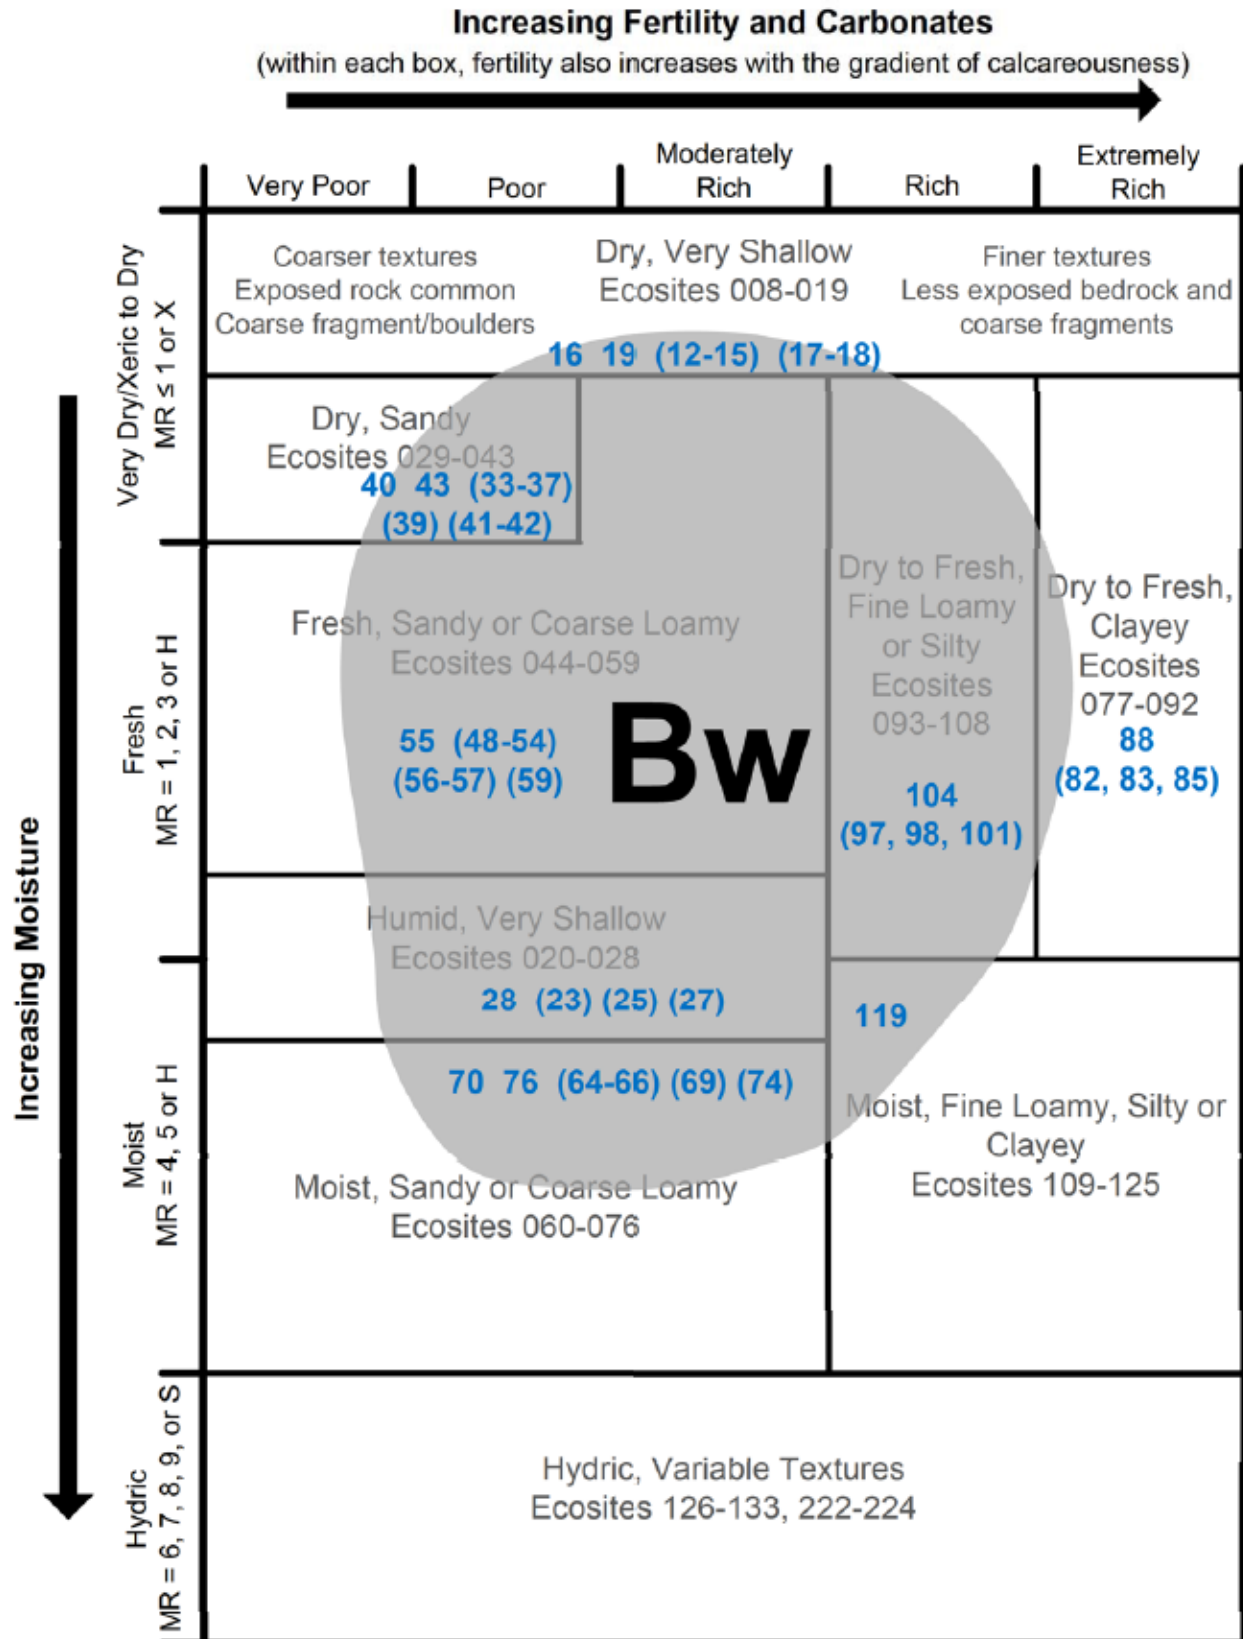 Increasing Fertility and Carbonates
(within each box, fertility also increases with the gradient of calcareousness)
Very Poor
Poor
Moderately
Rich
Rich
Extremely
Rich
Increasing Moisture
Very Dry/Xeric to Dry
MR ≤ 1 or X
Coarser textures
Exposed rock common
Coarse fragment/boulders
Dry, Very Shallow
Ecosites 008-019
Finer textures
Less exposed bedrock and
coarse fragments
16 19 (12-15) (17-18)
Dry, Sandy
Ecosites 029-043
40 43 (33-37)
(39) (41-42)
Fresh
MR = 1, 2, 3 or H
Fresh, Sandy or Coarse Loamy
Ecosites 044-059
55 (48-54)
(56-57) (59)
Bw
Dry to Fresh,
Fine Loamy
or Silty
Ecosites
093-108
104
(97, 98, 101)
Dry to Fresh,
Clayey
Ecosites
077-092
88
(82, 83, 85)
Humid, Very Shallow
Ecosites 020-028
28 (23) (25) (27)
Moist
MR = 4, 5 or H
70 76 (64-66) (69) (74)
Moist, Sandy or Coarse Loamy
Ecosites 060-076
119
Moist, Fine Loamy, Silty or
Clayey
Ecosites 109-125
Hydric
MR = 6, 7, 8, 9, or S
Hydric, Variable Textures
Ecosites 126-133, 222-224